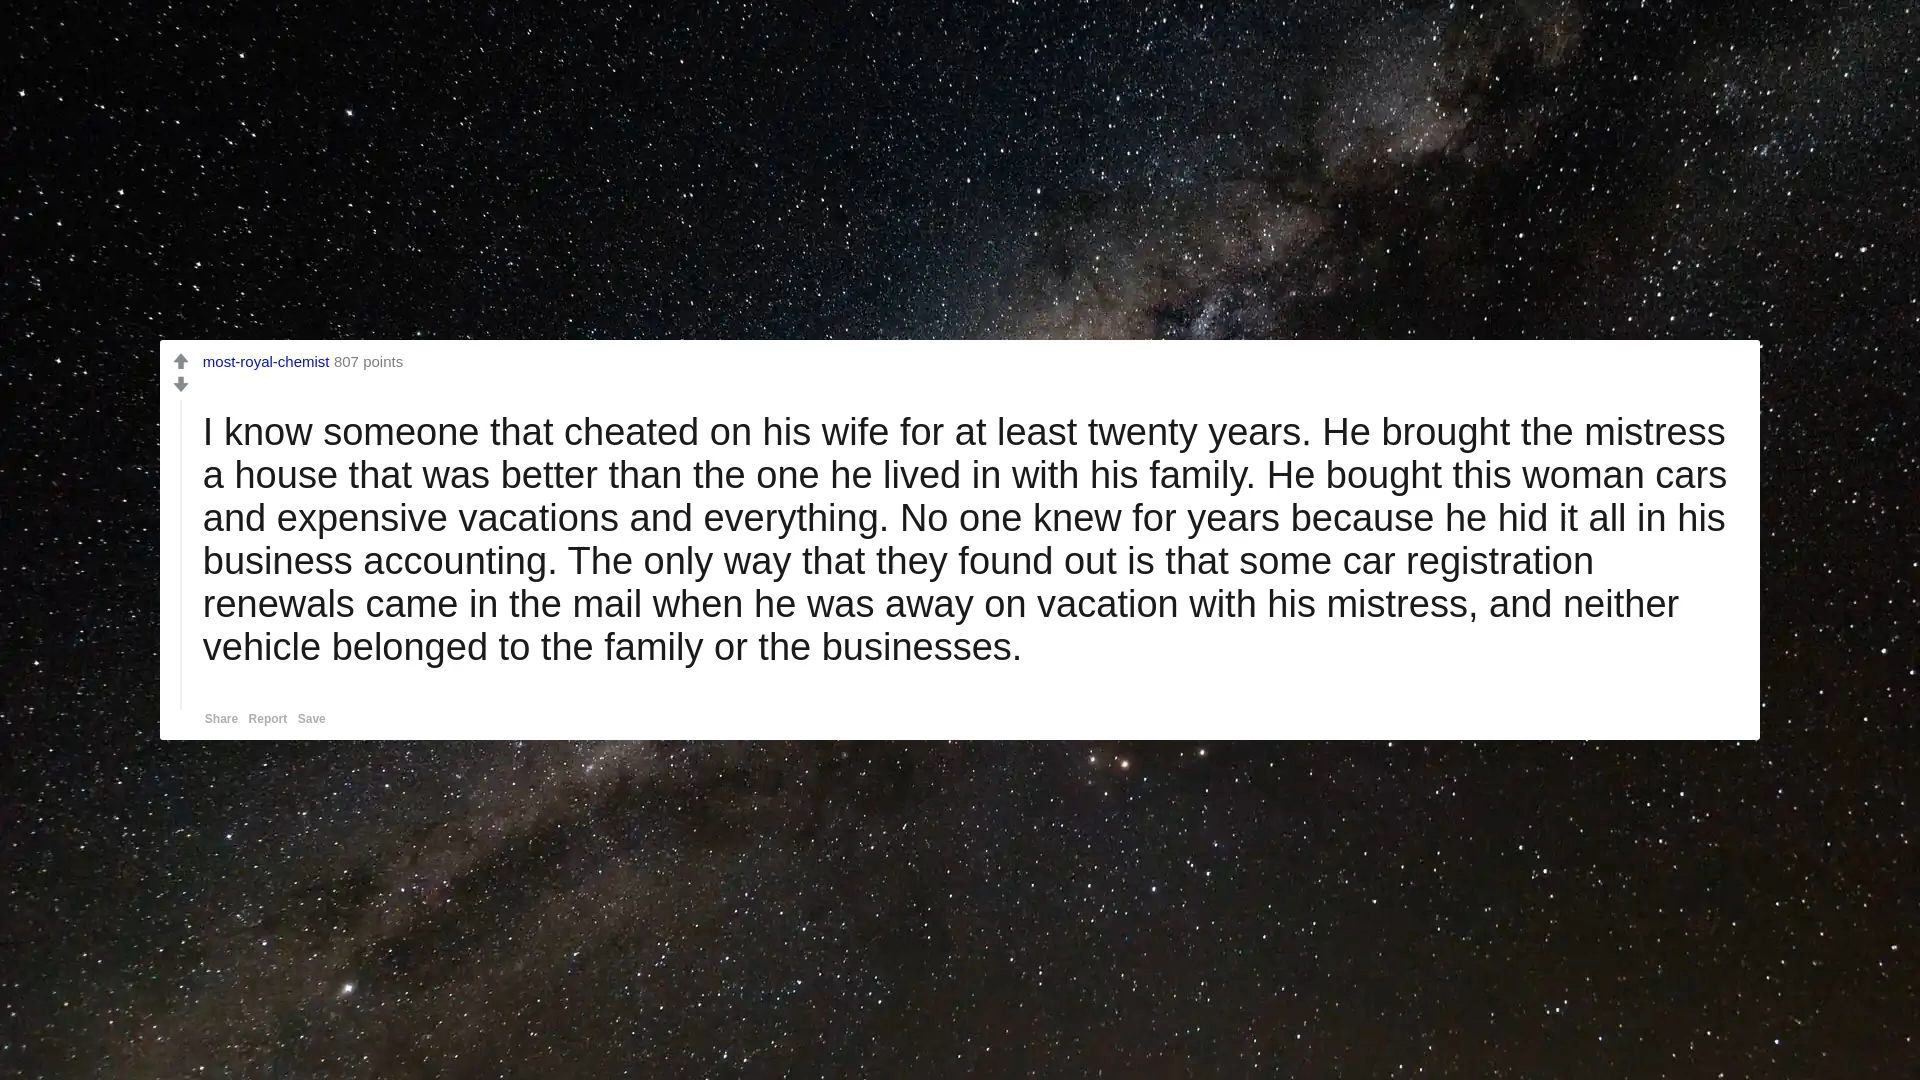 most-royal-chemist 807 points
I know someone that cheated on his wife for at least twenty years. He brought the mistress
a house that was better than the one he lived in with his family. He bought this woman cars
and expensive vacations and everything. No one knew for years because he hid it all in his
business accounting. The only way that they found out is that some car registration
renewals came in the mail when he was away on vacation with his mistress, and neither
vehicle belonged to the family or the businesses.
Share Report Save